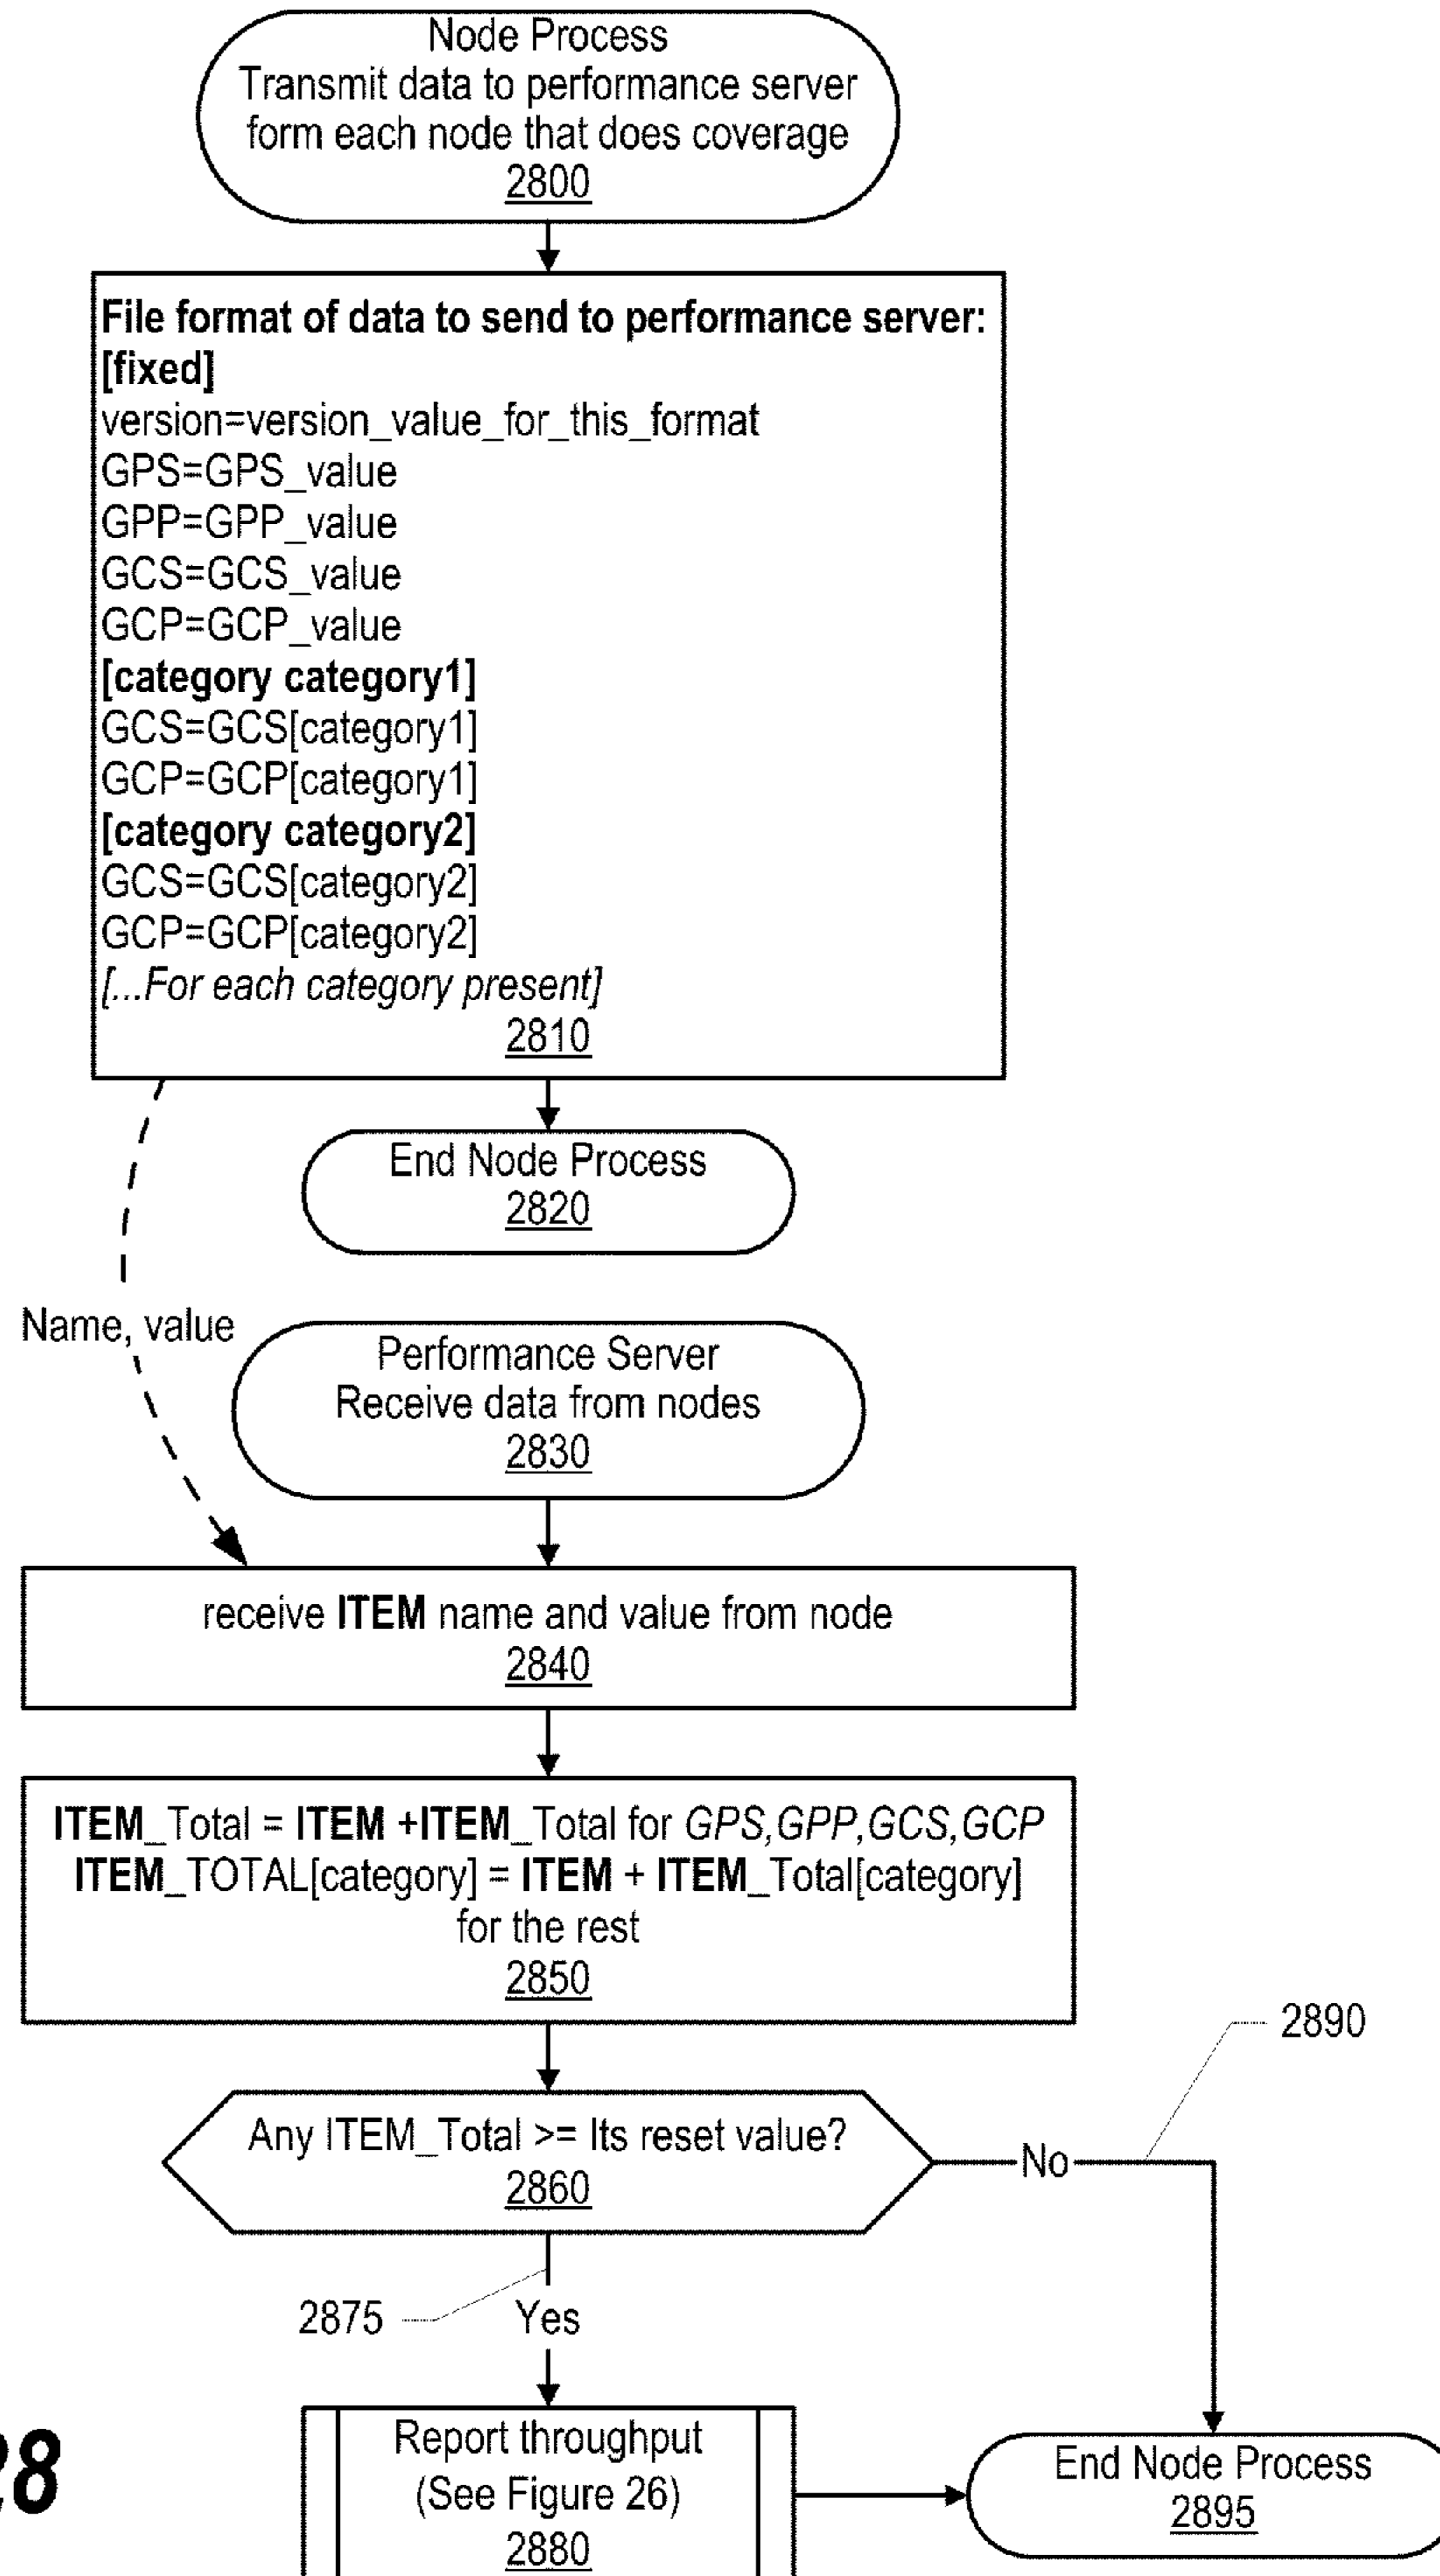 Node Process
Transmit data to performance server
form each node that does coverage
2800
File format of data to send to performance server:
[fixed]
version=version_value_for_this_format
GPS=GPS_value
GPP=GPP_value
GCS=GCS_value
GCP=GCP_value
[category category1]
GCS=GCS[category1]
GCP=GCP[category1]
[category category2]
GCS=GCS[category2]
GCP=GCP[category2]
[...For each category present]
2810
End Node Process
2820
Name, value
Performance Server
Receive data from nodes
2830
receive ITEM name and value from node
2840
ITEM_Total = ITEM +ITEM_Total for GPS,GPP,GCS,GCP
ITEM_TOTAL[category] = ITEM + ITEM_Total[category]
for the rest
2850
2890
Any ITEM_Total >= Its reset value?
2860
No
2875
Yes
Report throughput
(See Figure 26)
2880
End Node Process
2895
28